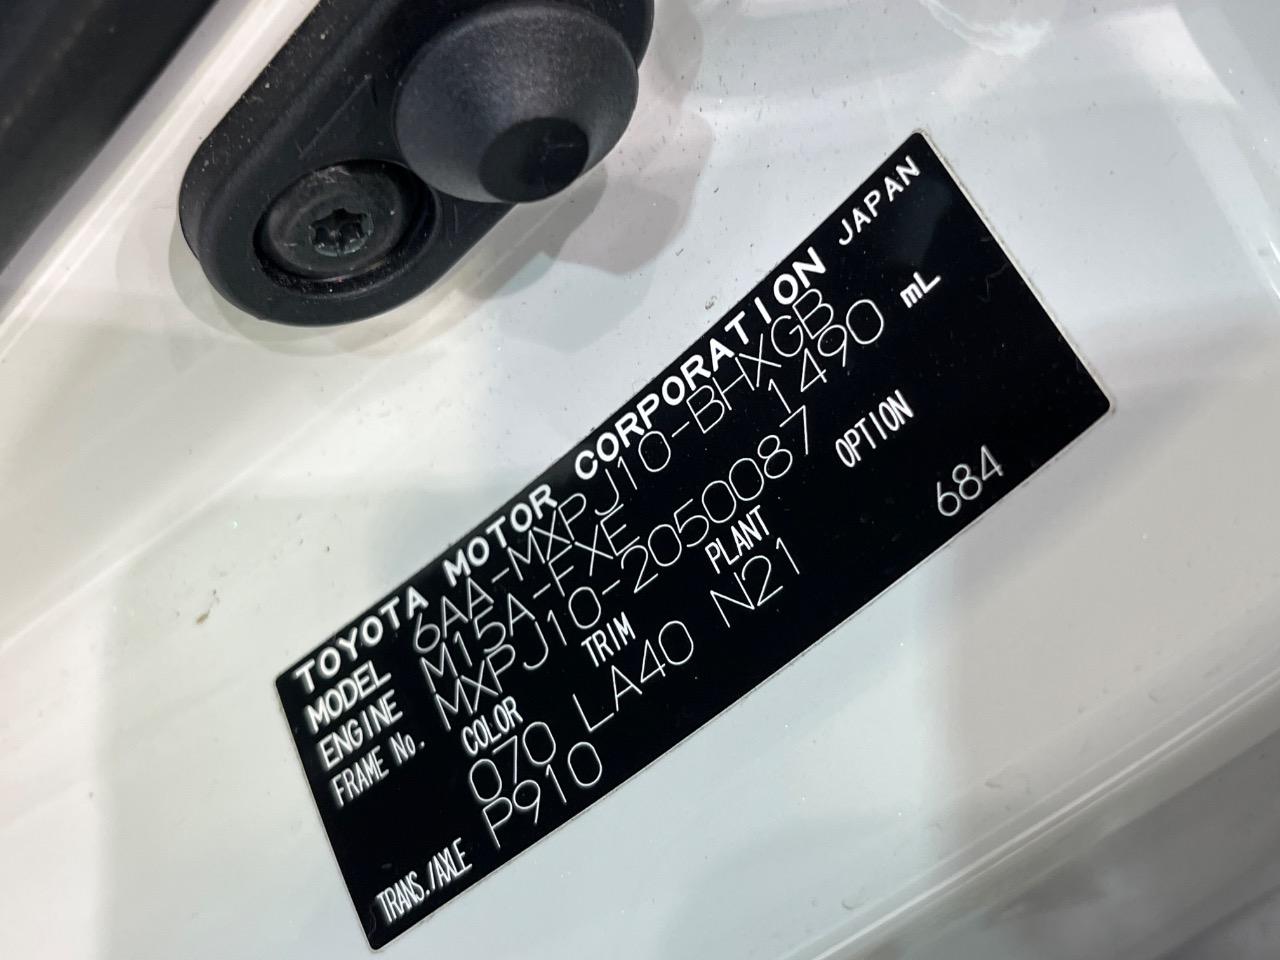 TOYOTA MOTOR CORPORATION JAPAN
MODEL 6AA-MXPJ10-BHXGB
ENGINE M15A-FXE 1490 mL
FRAME No. MXPJ10-2050087
COLOR TRIM PLANT OPTION
070 LA40 N21 684
TRANS./AXLE P910